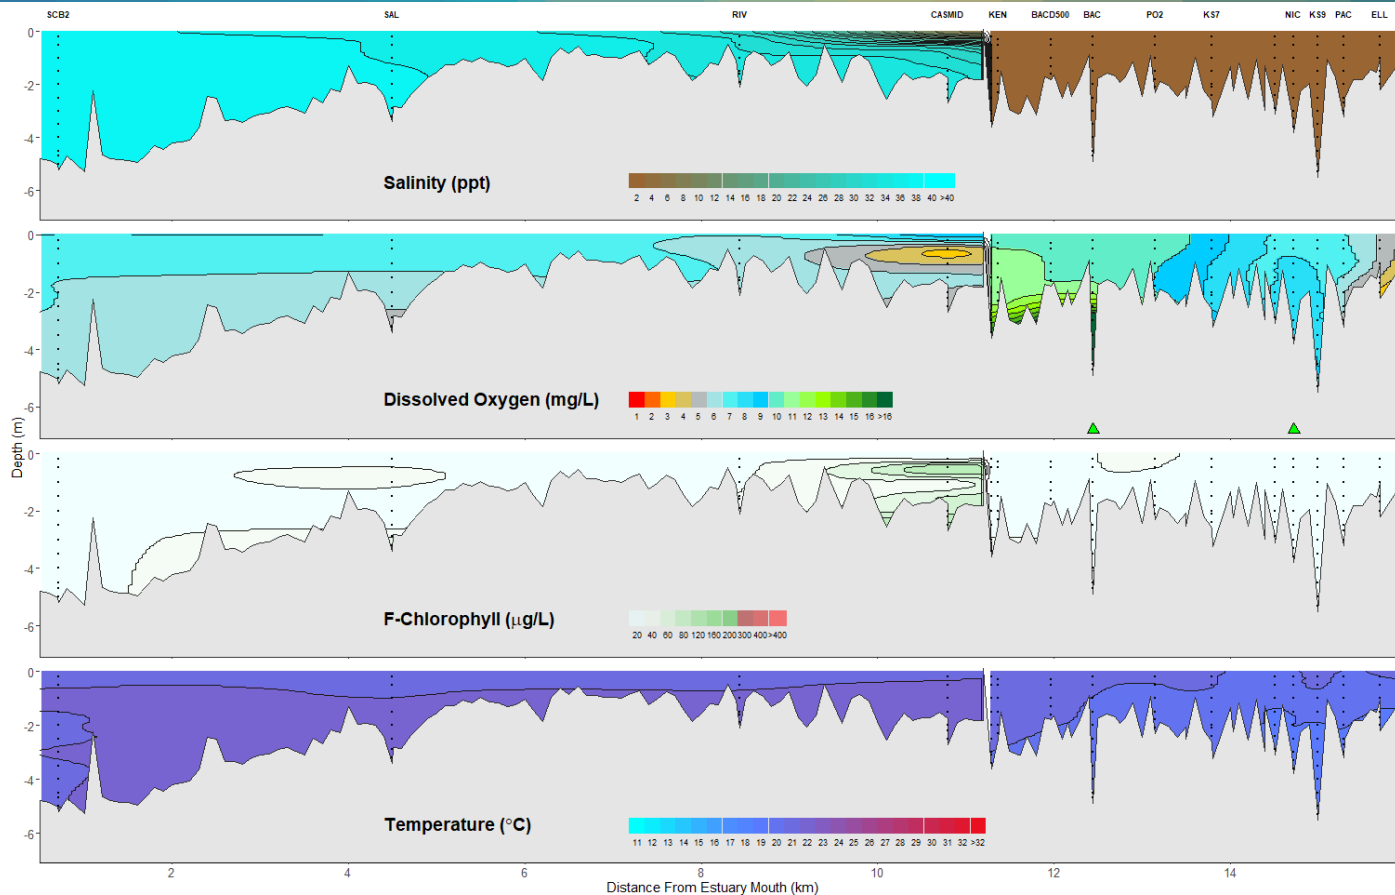 SCB2 SAL RIV CASMID KEN BACD500 BAC PO2 KS7 NIC KS9 PAC ELL
0
-2
-4
-6
Salinity (ppt)
2 4 6 8 10 12 14 16 18 20 22 24 26 28 30 32 34 36 38 40 >40
0
-2
-4
-6
Dissolved Oxygen (mg/L)
1 2 3 4 5 6 7 8 9 10 11 12 13 14 15 16 >16
Depth (m)
0
-2
-4
-6
F-Chlorophyll (μg/L)
20 40 60 80 120 160 200 300 400 >400
0
-2
-4
-6
Temperature (°C)
11 12 13 14 15 16 17 18 19 20 21 22 23 24 25 26 27 28 29 30 31 32 >32
2 4 6 8 10 12 14
Distance From Estuary Mouth (km)